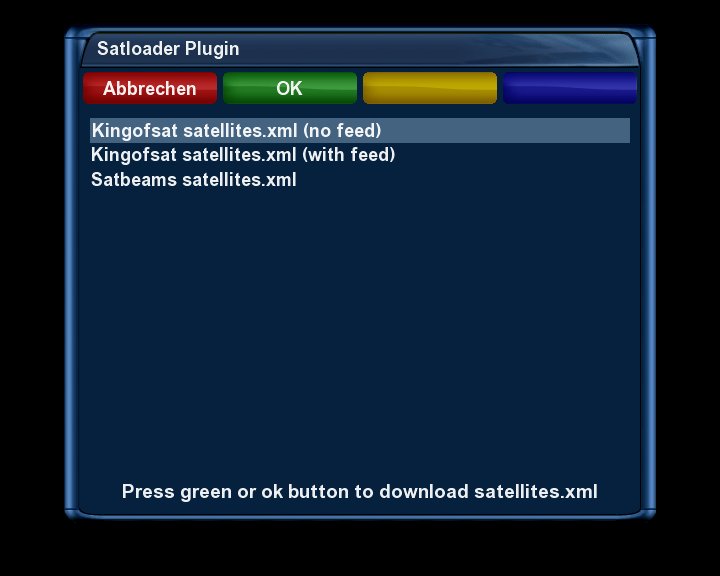 Satloader Plugin
Abbrechen OK
Kingofsat satellites.xml (no feed)
Kingofsat satellites.xml (with feed)
Satbeams satellites.xml
Press green or ok button to download satellites.xml